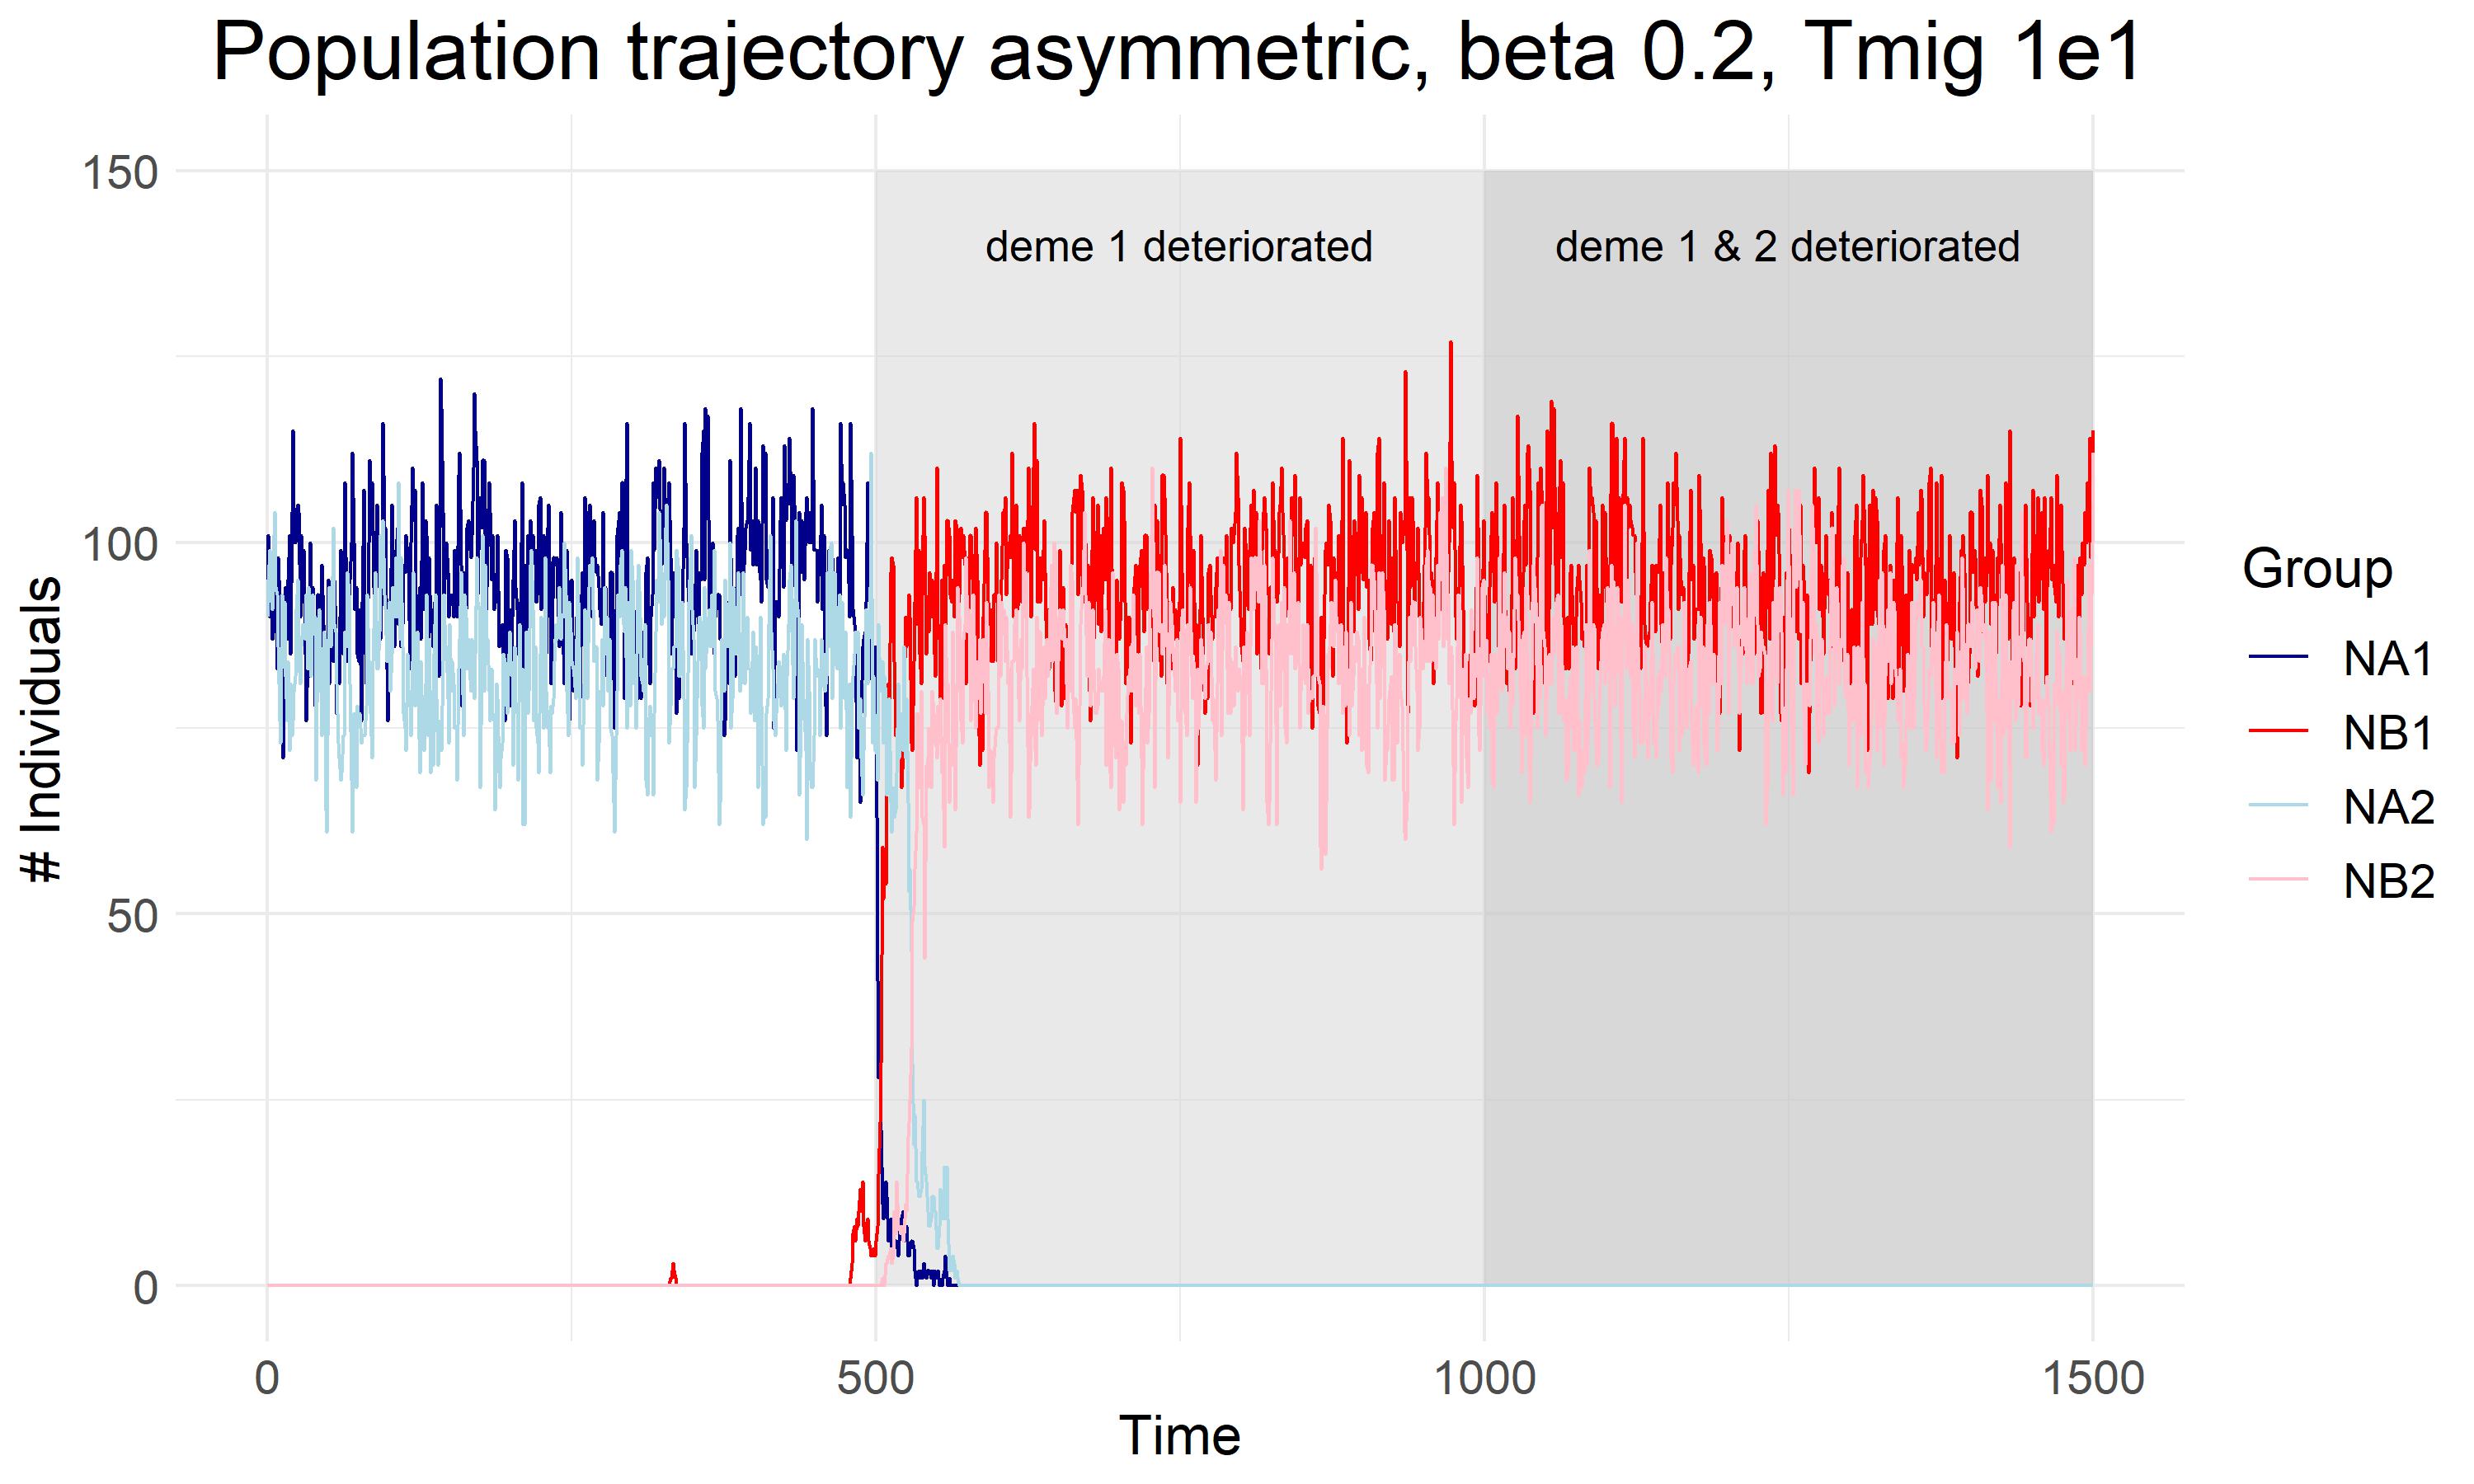 Population trajectory asymmetric, beta 0.2, Tmig 1e1
150
deme 1 deteriorated
deme 1 & 2 deteriorated
100
# Individuals
50
0
0
500
1000
1500
Time
Group
NA1
NB1
NA2
NB2